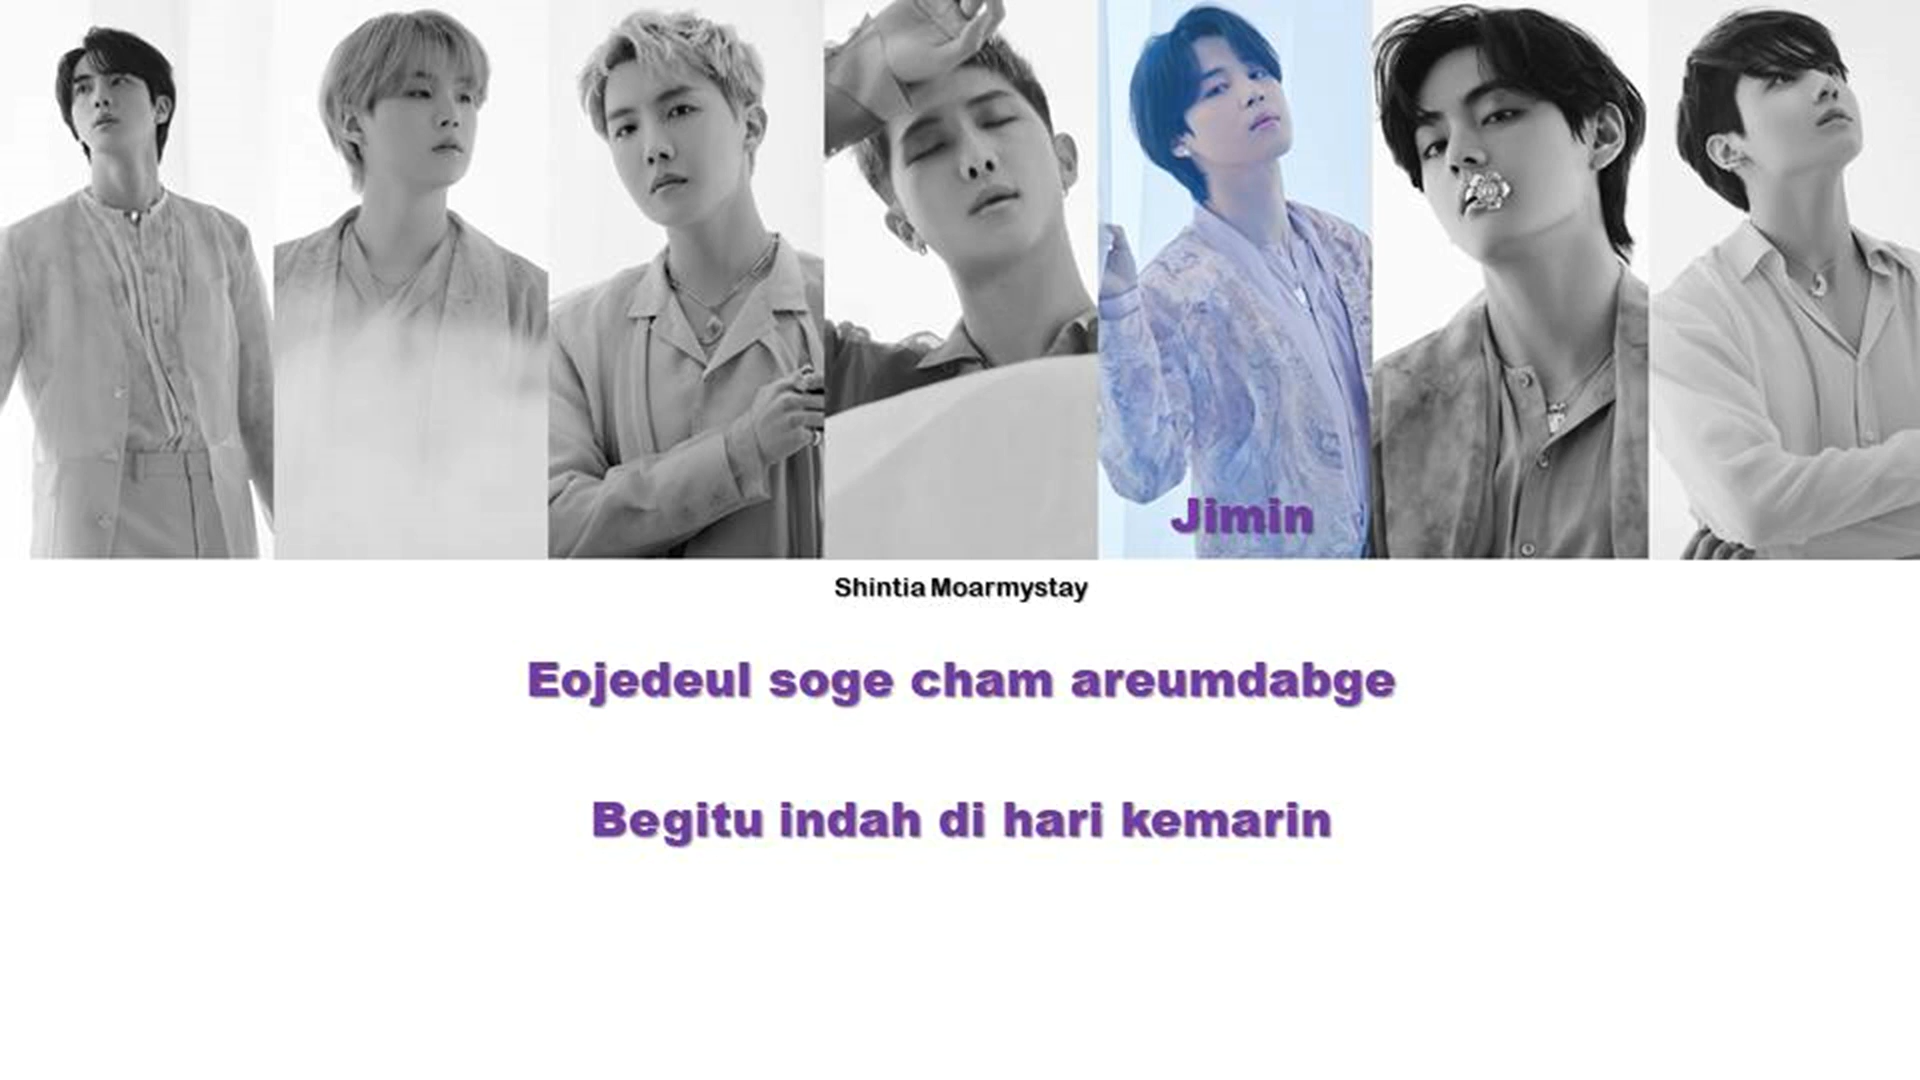 Jimin
Shintia Moarmystay
Eojedeul soge cham areumdabge
Begitu indah di hari kemarin